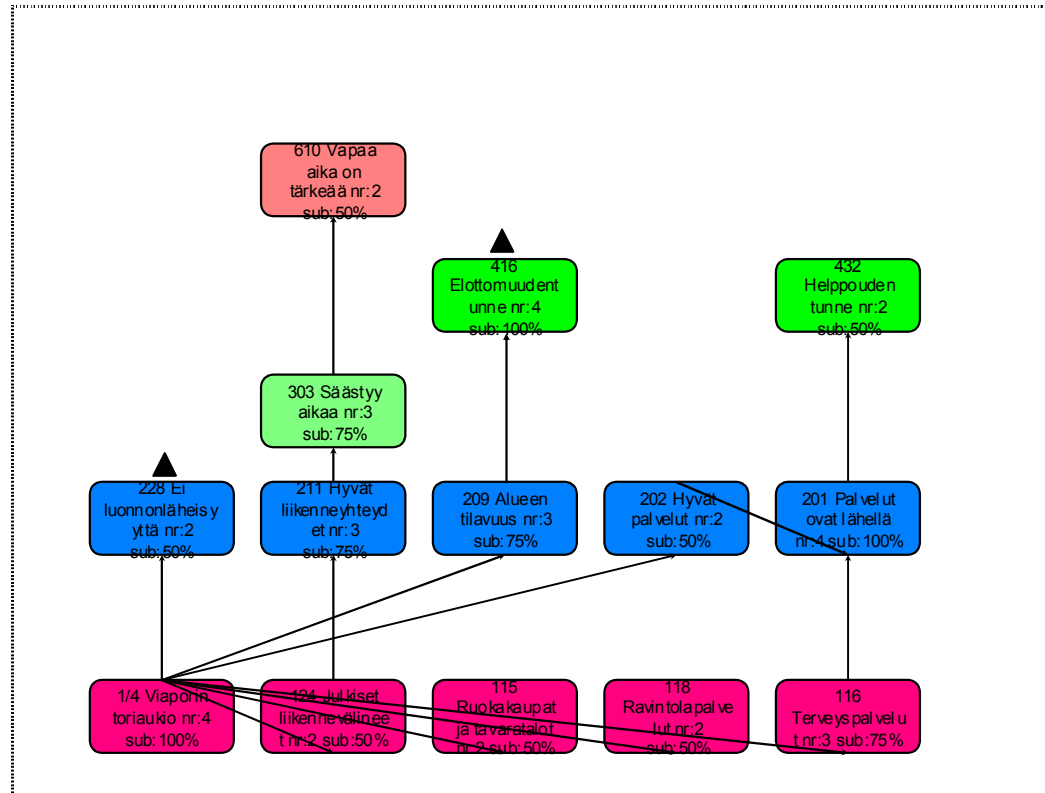 610 Vapaa
aika on
tärkeää nr:2
sub:50%
416
Elottomuudent
unne nr:4
sub:100%
432
Helppouden
tunne nr:2
sub:50%
303 Säästyy
aikaa nr:3
sub:75%
228 Ei
luonnonläheisy
yttä nr:2
sub:50%
211 Hyvät
liikenneyhteyd
et nr:3
sub:75%
209 Alueen
tilavuus nr:3
sub:75%
202 Hyvät
palvelut nr:2
sub:50%
201 Palvelut
ovat lähellä
nr:4 sub:100%
1/4 Viaporin
toriaukio nr:4
sub:100%
124 Julkiset
liikennevälinee
t nr:2 sub:50%
115
Ruokakaupat
ja tavaratalot
nr:2 sub:50%
118
Ravintolapalve
lut nr:2
sub:50%
116
Terveyspalvelu
t nr:3 sub:75%